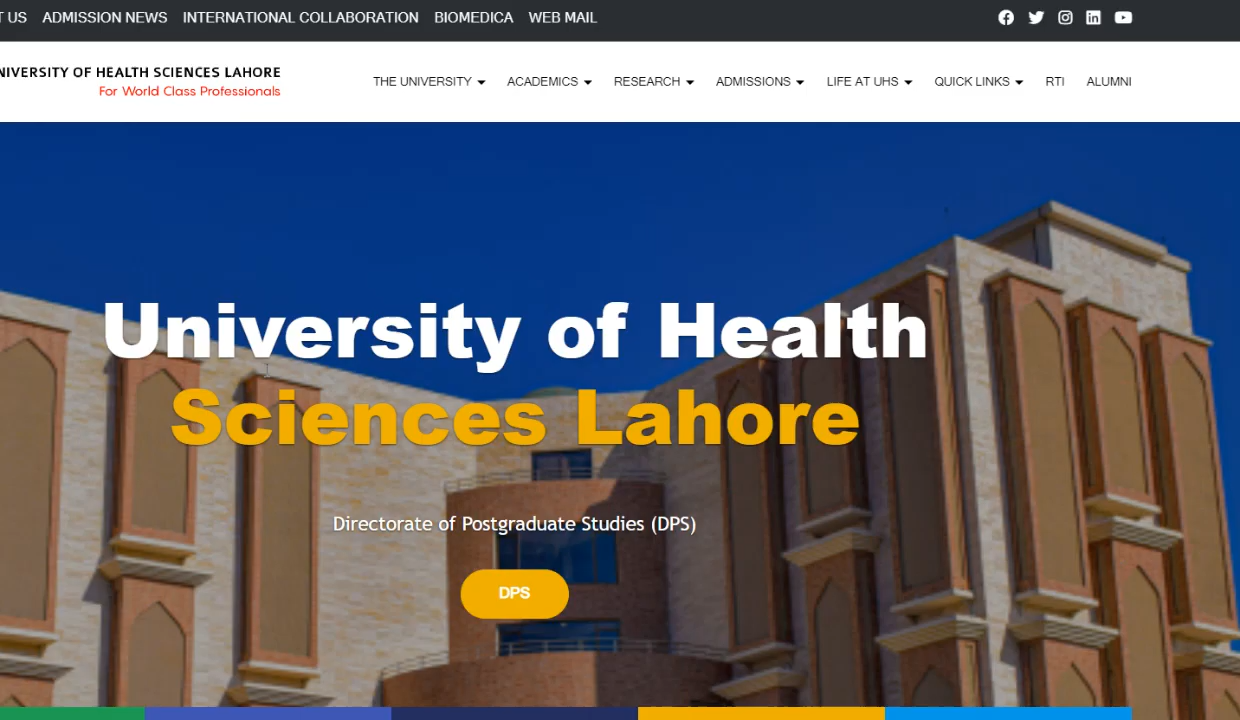 US ADMISSION NEWS INTERNATIONAL COLLABORATION BIOMEDICA WEB MAIL
UNIVERSITY OF HEALTH SCIENCES LAHORE
For World Class Professionals
THE UNIVERSITY ACADEMICS RESEARCH ADMISSIONS LIFE AT UHS QUICK LINKS RTI ALUMNI
University of Health
Sciences Lahore
Directorate of Postgraduate Studies (DPS)
DPS